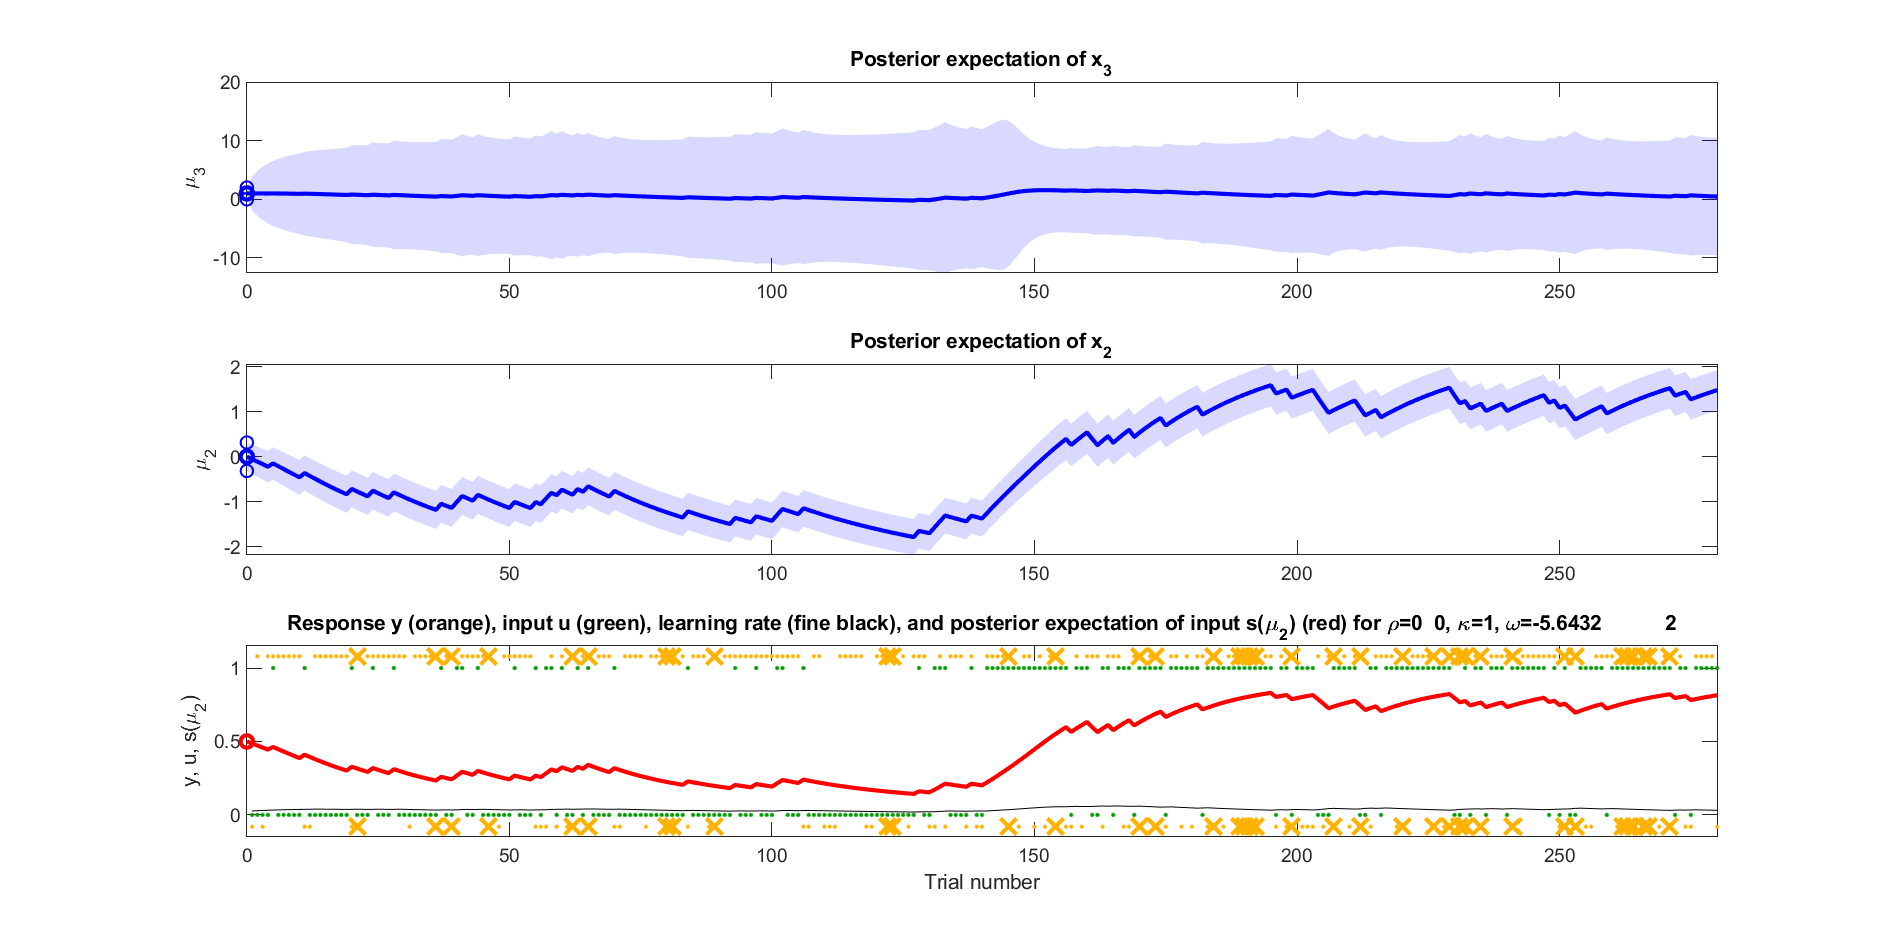 Posterior expectation of x3
20
10
0
-10
μ3
0 50 100 150 200 250
Posterior expectation of x2
2
1
0
-1
-2
μ2
0 50 100 150 200 250
Response y (orange), input u (green), learning rate (fine black), and posterior expectation of input s(μ2) (red) for ρ=0 0, κ=1, ω=-5.6432 2
1
0.5
0
y, u, s(μ2)
0 50 100 150 200 250
Trial number